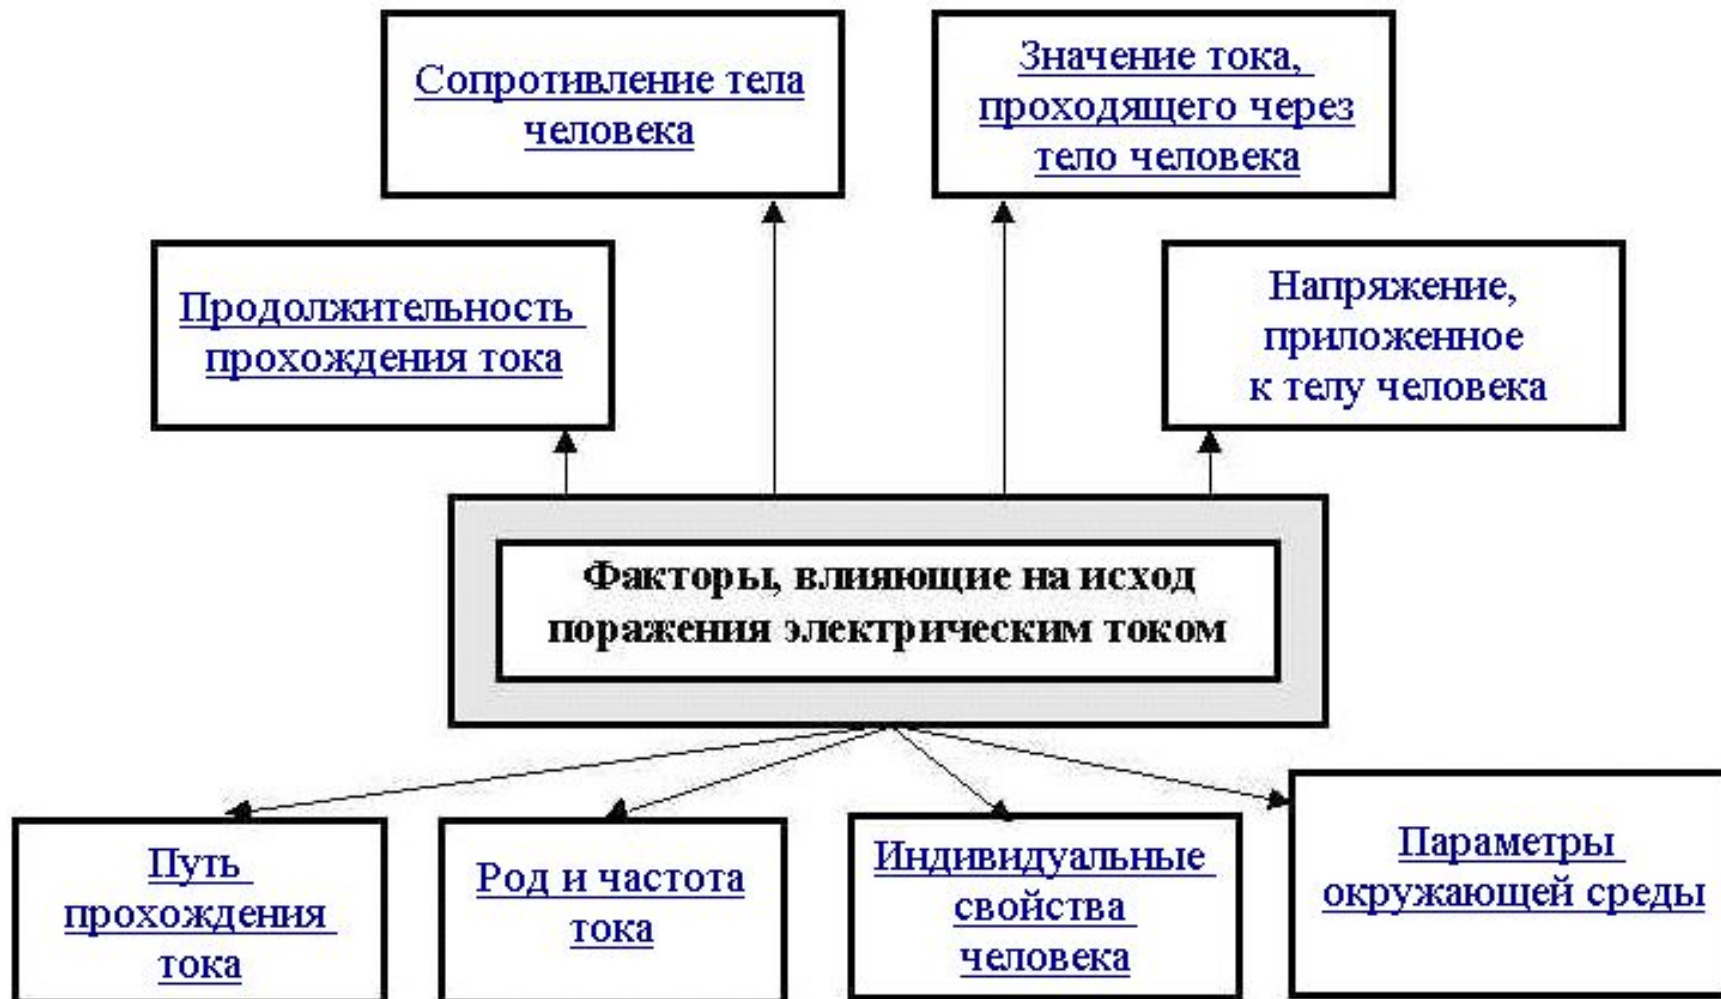 Сопротивление тела
человека
Значение тока,
проходящего через
тело человека
Продолжительность
прохождения тока
Напряжение,
приложенное
к телу человека
Факторы, влияющие на исход
поражения электрическим током
Путь
прохождения
тока
Род и частота
тока
Индивидуальные
свойства
человека
Параметры
окружающей среды